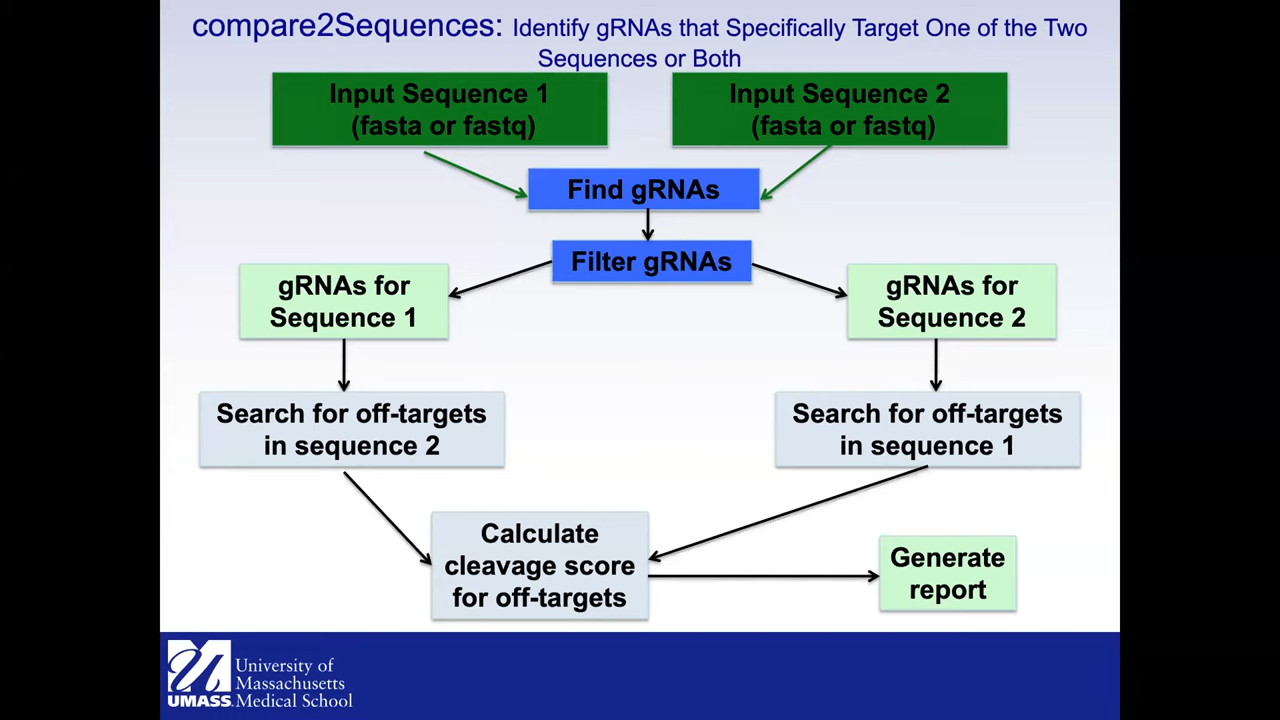 compare2Sequences: Identify gRNAs that Specifically Target One of the Two
Sequences or Both
Input Sequence 1
(fasta or fastq)
Input Sequence 2
(fasta or fastq)
Find gRNAs
Filter gRNAs
gRNAs for
Sequence 1
gRNAs for
Sequence 2
Search for off-targets
in sequence 2
Search for off-targets
in sequence 1
Calculate
cleavage score
for off-targets
Generate
report
UMASS
University of
Massachusetts
Medical School